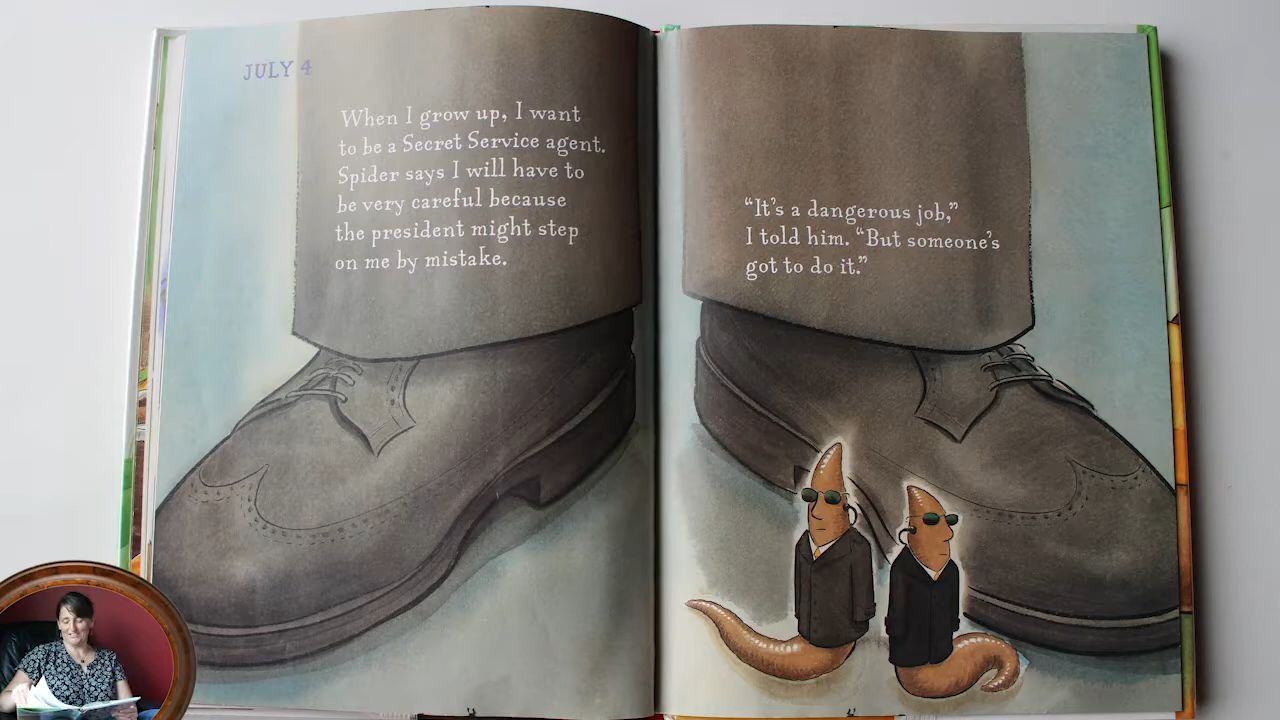 JULY 4
When I grow up, I want
to be a Secret Service agent.
Spider says I will have to
be very careful because
the president might step
on me by mistake.
“It’s a dangerous job,”
I told him. “But someone’s
got to do it.”